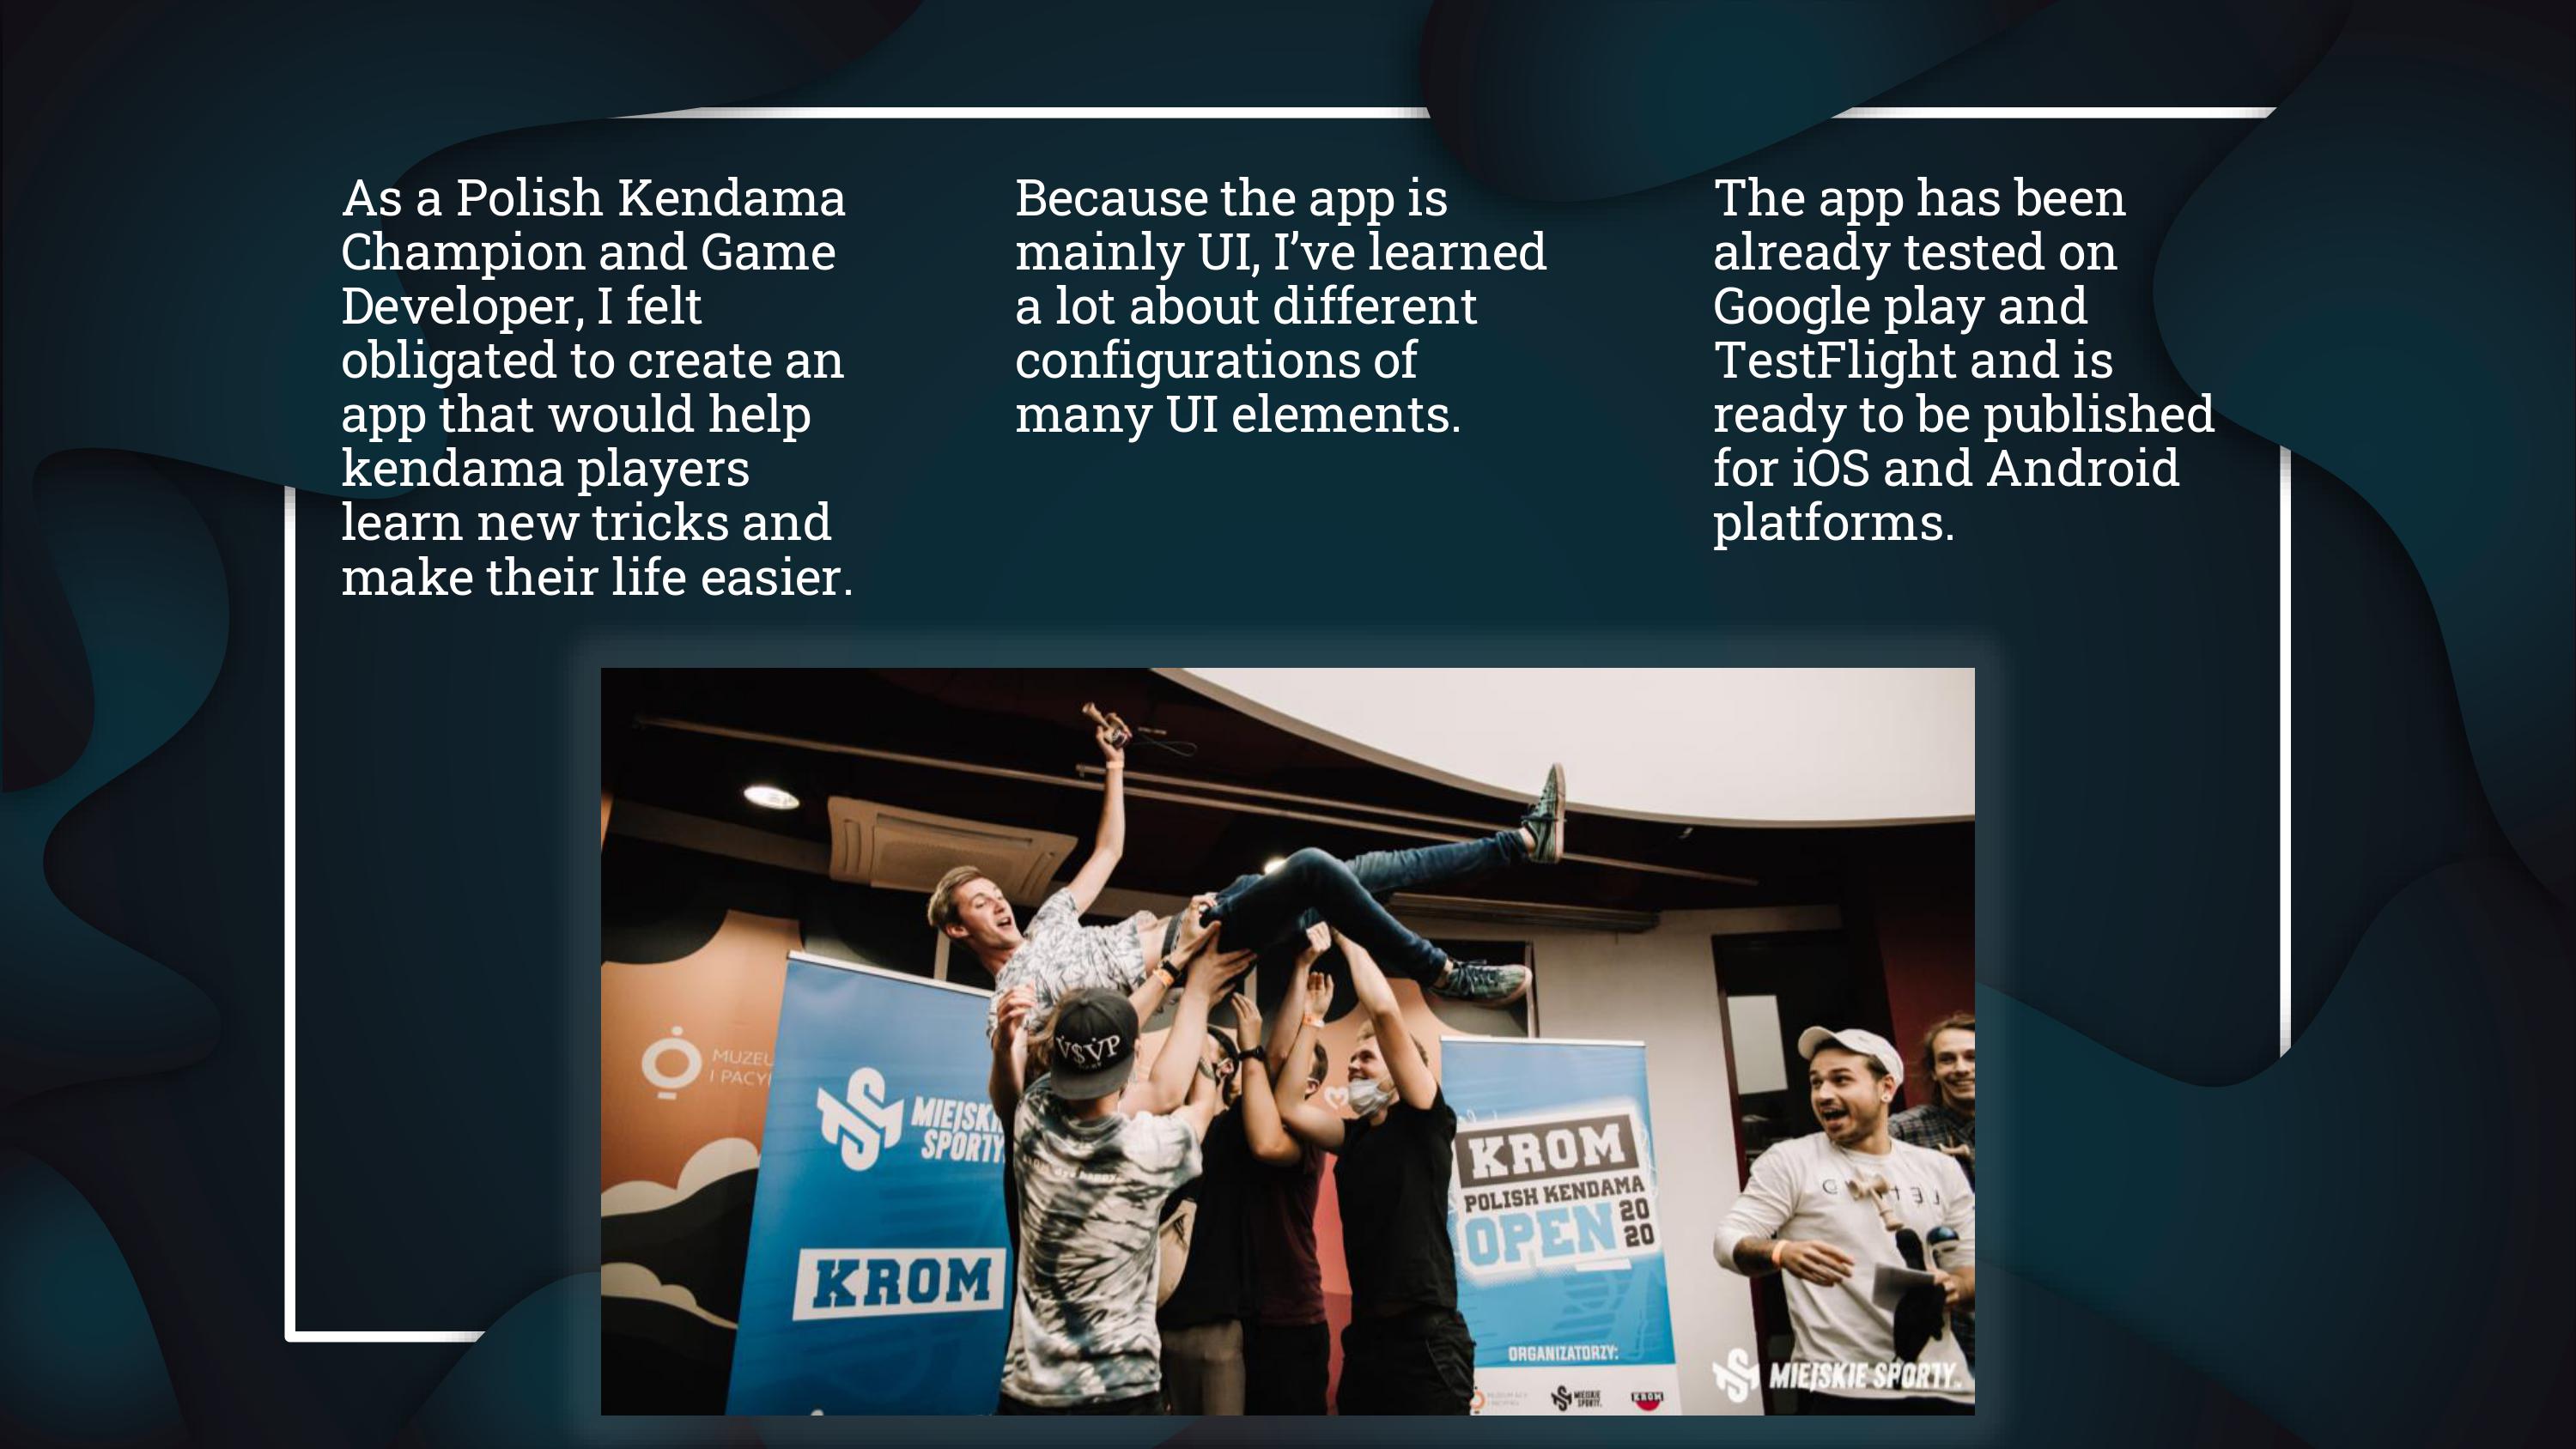 As a Polish Kendama
Champion and Game
Developer, I felt
obligated to create an
app that would help
kendama players
learn new tricks and
make their life easier.
Because the app is
mainly UI, I’ve learned
a lot about different
configurations of
many UI elements.
The app has been
already tested on
Google play and
TestFlight and is
ready to be published
for iOS and Android
platforms.
MUZEU
I PACY
MIEJSKI
SPORTY
KROM
V$VP
KROM
POLISH KENDAMA
OPEN 20
20
ORGANIZATORZY:
MIEJSKIE
SPORTY.
KROM
MIEJSKIE SPORTY.